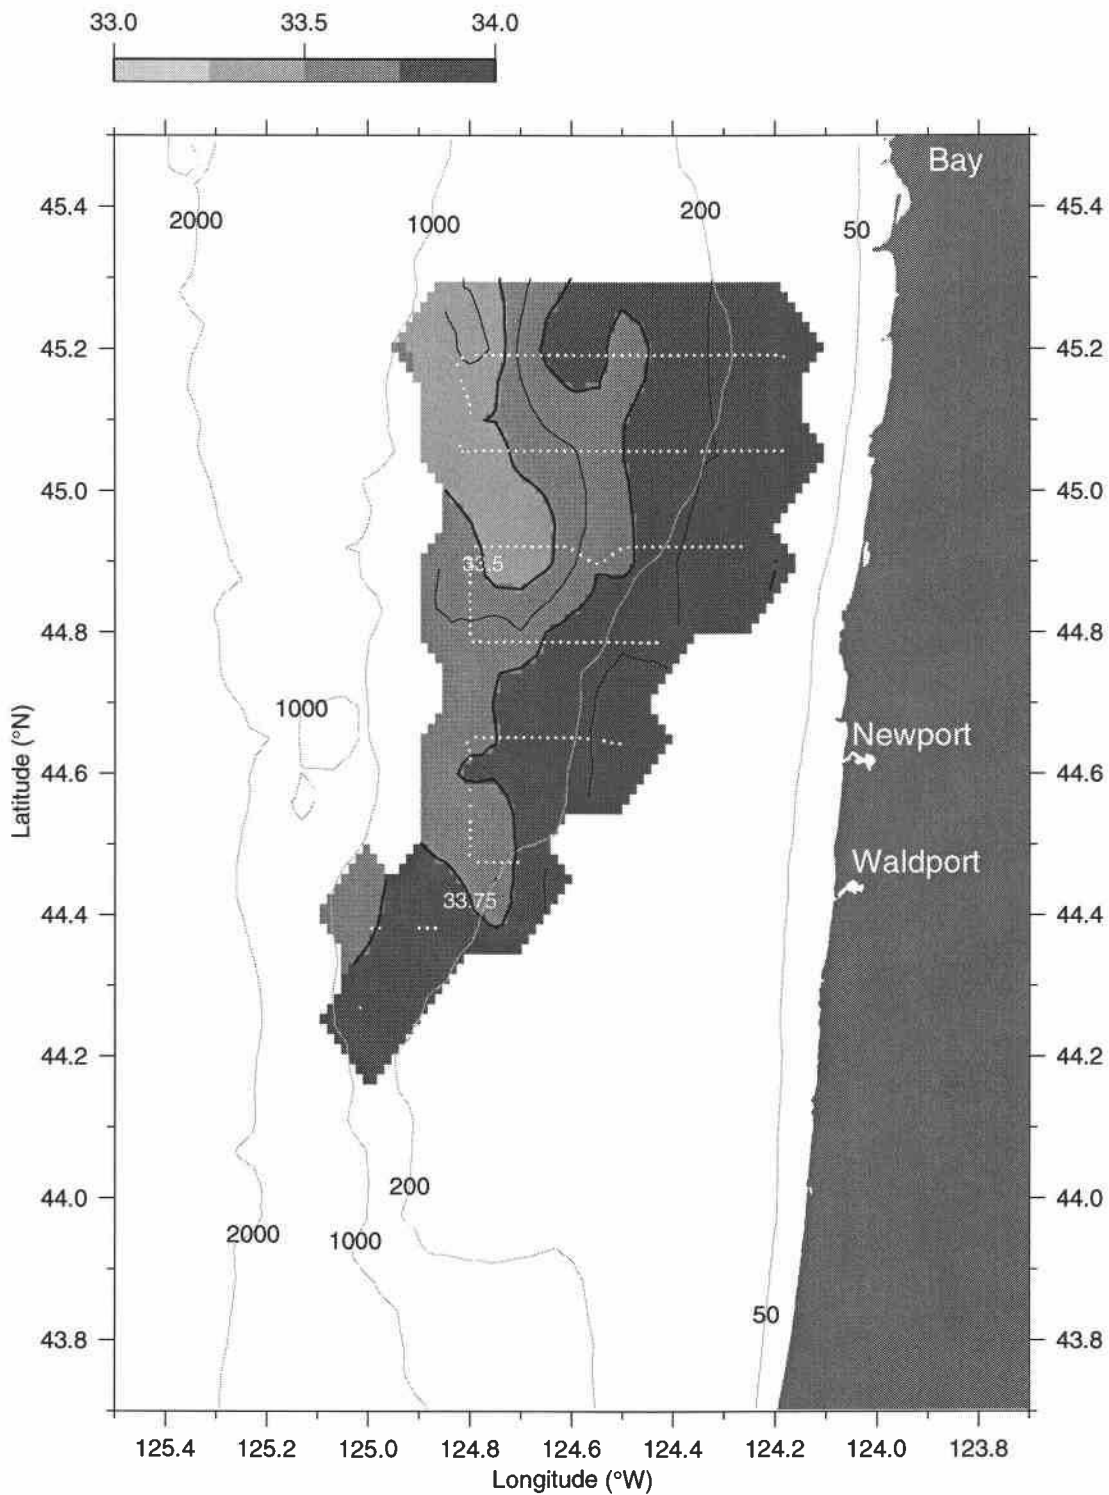 33.0 33.5 34.0
Bay
45.4 2000 1000 200 50 45.4
45.2 45.2
45.0 45.0
33.5
44.8 44.8
1000 Newport
44.6 44.6
Waldport
33.75
44.4 44.4
44.2 44.2
200
44.0 44.0
2000 1000
50
43.8 43.8
Latitude (°N)
125.4 125.2 125.0 124.8 124.6 124.4 124.2 124.0 123.8
Longitude (°W)